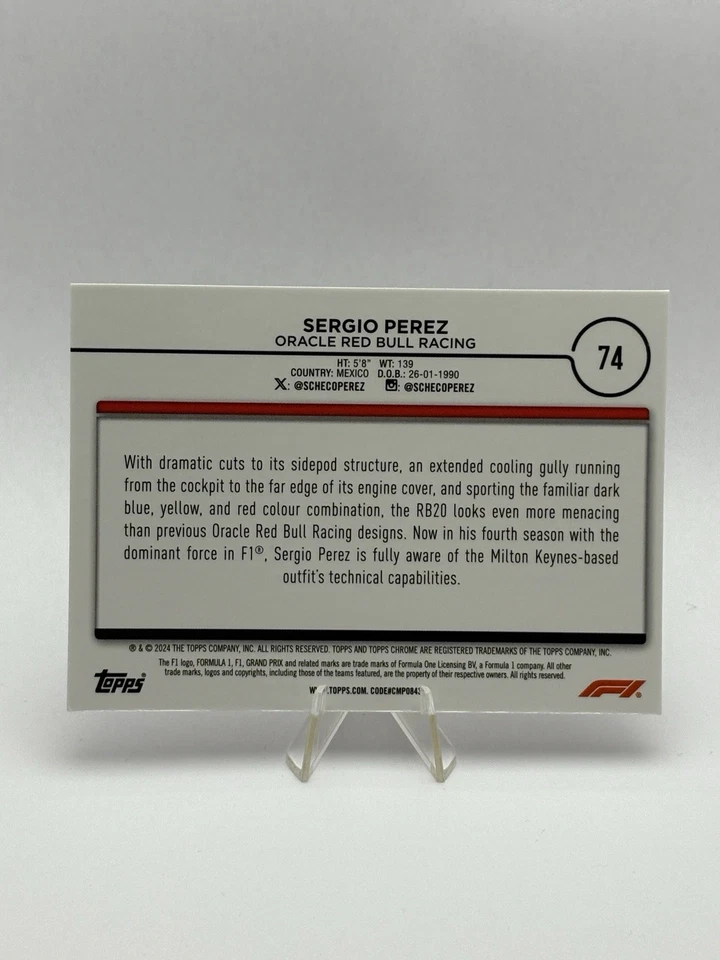 SERGIO PEREZ
ORACLE RED BULL RACING
74
HT: 5'8" WT: 139
COUNTRY: MEXICO D.O.B.: 26-01-1990
X: @SCHECOPEREZ : @SCHECOPEREZ
With dramatic cuts to its sidepod structure, an extended cooling gully running
from the cockpit to the far edge of its engine cover, and sporting the familiar dark
blue, yellow, and red colour combination, the RB20 looks even more menacing
than previous Oracle Red Bull Racing designs. Now in his fourth season with the
dominant force in F1®, Sergio Perez is fully aware of the Milton Keynes-based
outfit's technical capabilities.
® & © 2024 THE TOPPS COMPANY, INC. ALL RIGHTS RESERVED. TOPPS AND TOPPS CHROME ARE REGISTERED TRADEMARKS OF THE TOPPS COMPANY, INC.
The F1 logo, FORMULA 1, F1, GRAND PRIX and related marks are trade marks of Formula One Licensing BV, a Formula 1 company. All other
trade marks, logos and copyrights, including those of the teams featured, are the property of their respective owners. All rights reserved.
topps®
F1®
.TOPPS.COM. CODE#CMP084